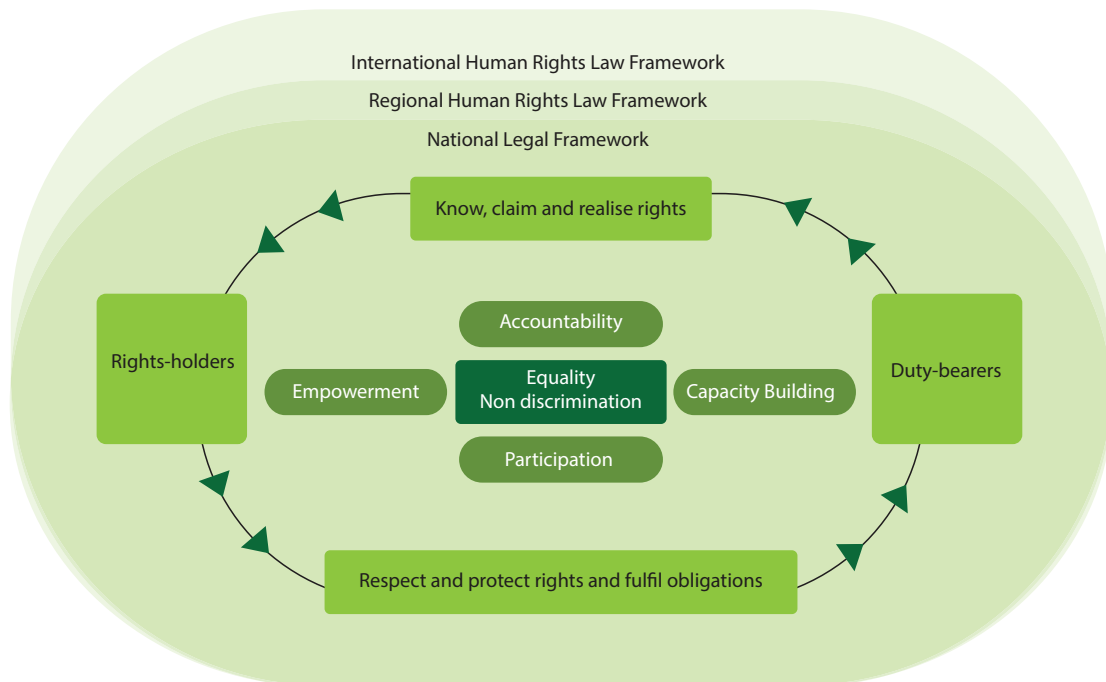 International Human Rights Law Framework
Regional Human Rights Law Framework
National Legal Framework
Know, claim and realise rights
Rights-holders
Accountability
Empowerment
Equality
Non discrimination
Capacity Building
Participation
Duty-bearers
Respect and protect rights and fulfil obligations